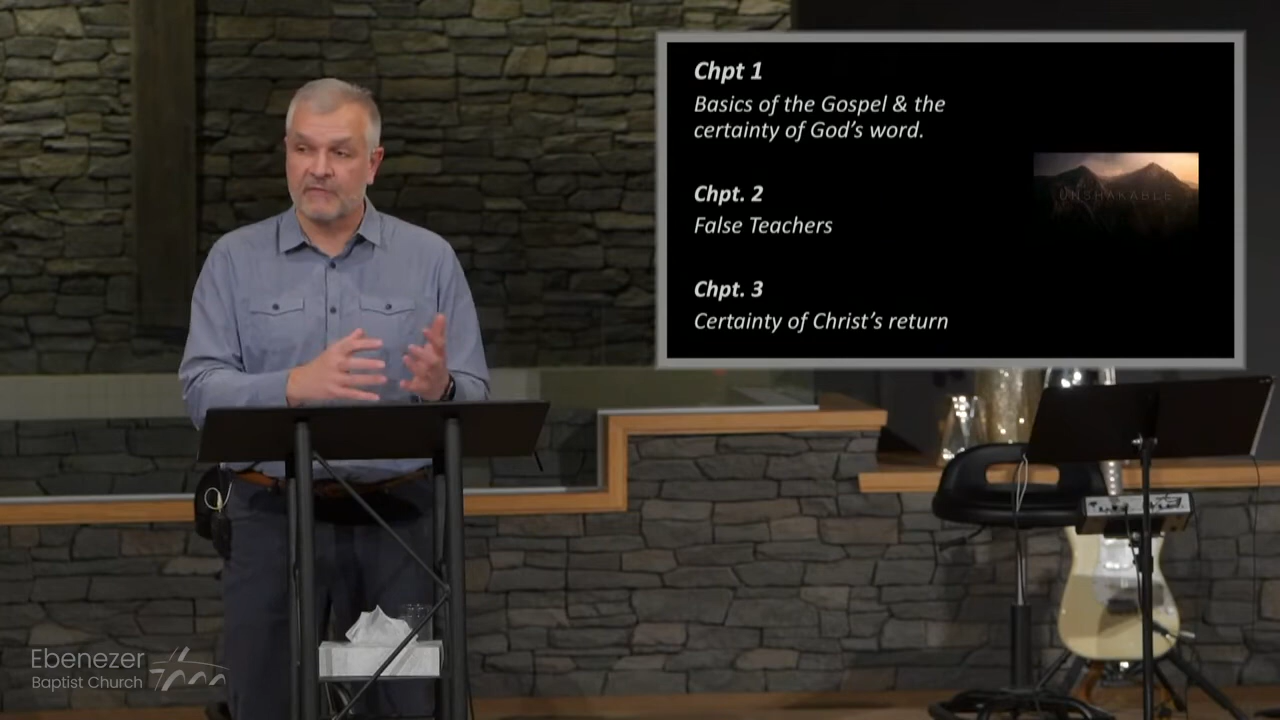 Chpt 1
Basics of the Gospel & the
certainty of God's word.
Chpt. 2
False Teachers
Chpt. 3
Certainty of Christ's return
UNSHAKABLE
Ebenezer
Baptist Church